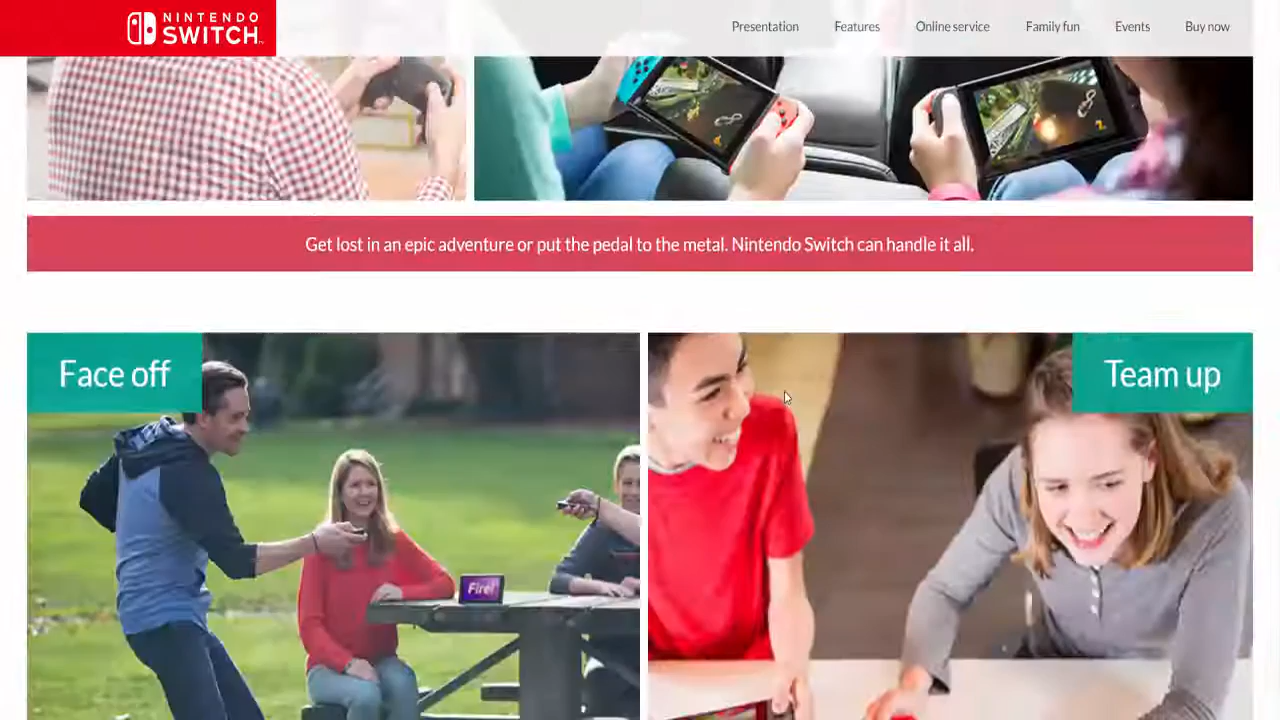 NINTENDO
SWITCH
Presentation
Features
Online service
Family fun
Events
Buy now
Get lost in an epic adventure or put the pedal to the metal. Nintendo Switch can handle it all.
Face off
Team up
Fire!